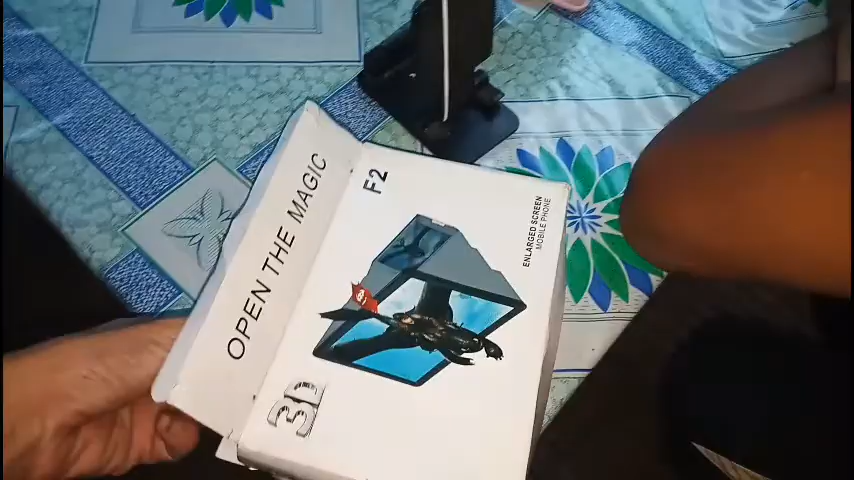 OPEN THE MAGIC
F2
ENLARGED SCREEN
MOBILE PHONE
3D